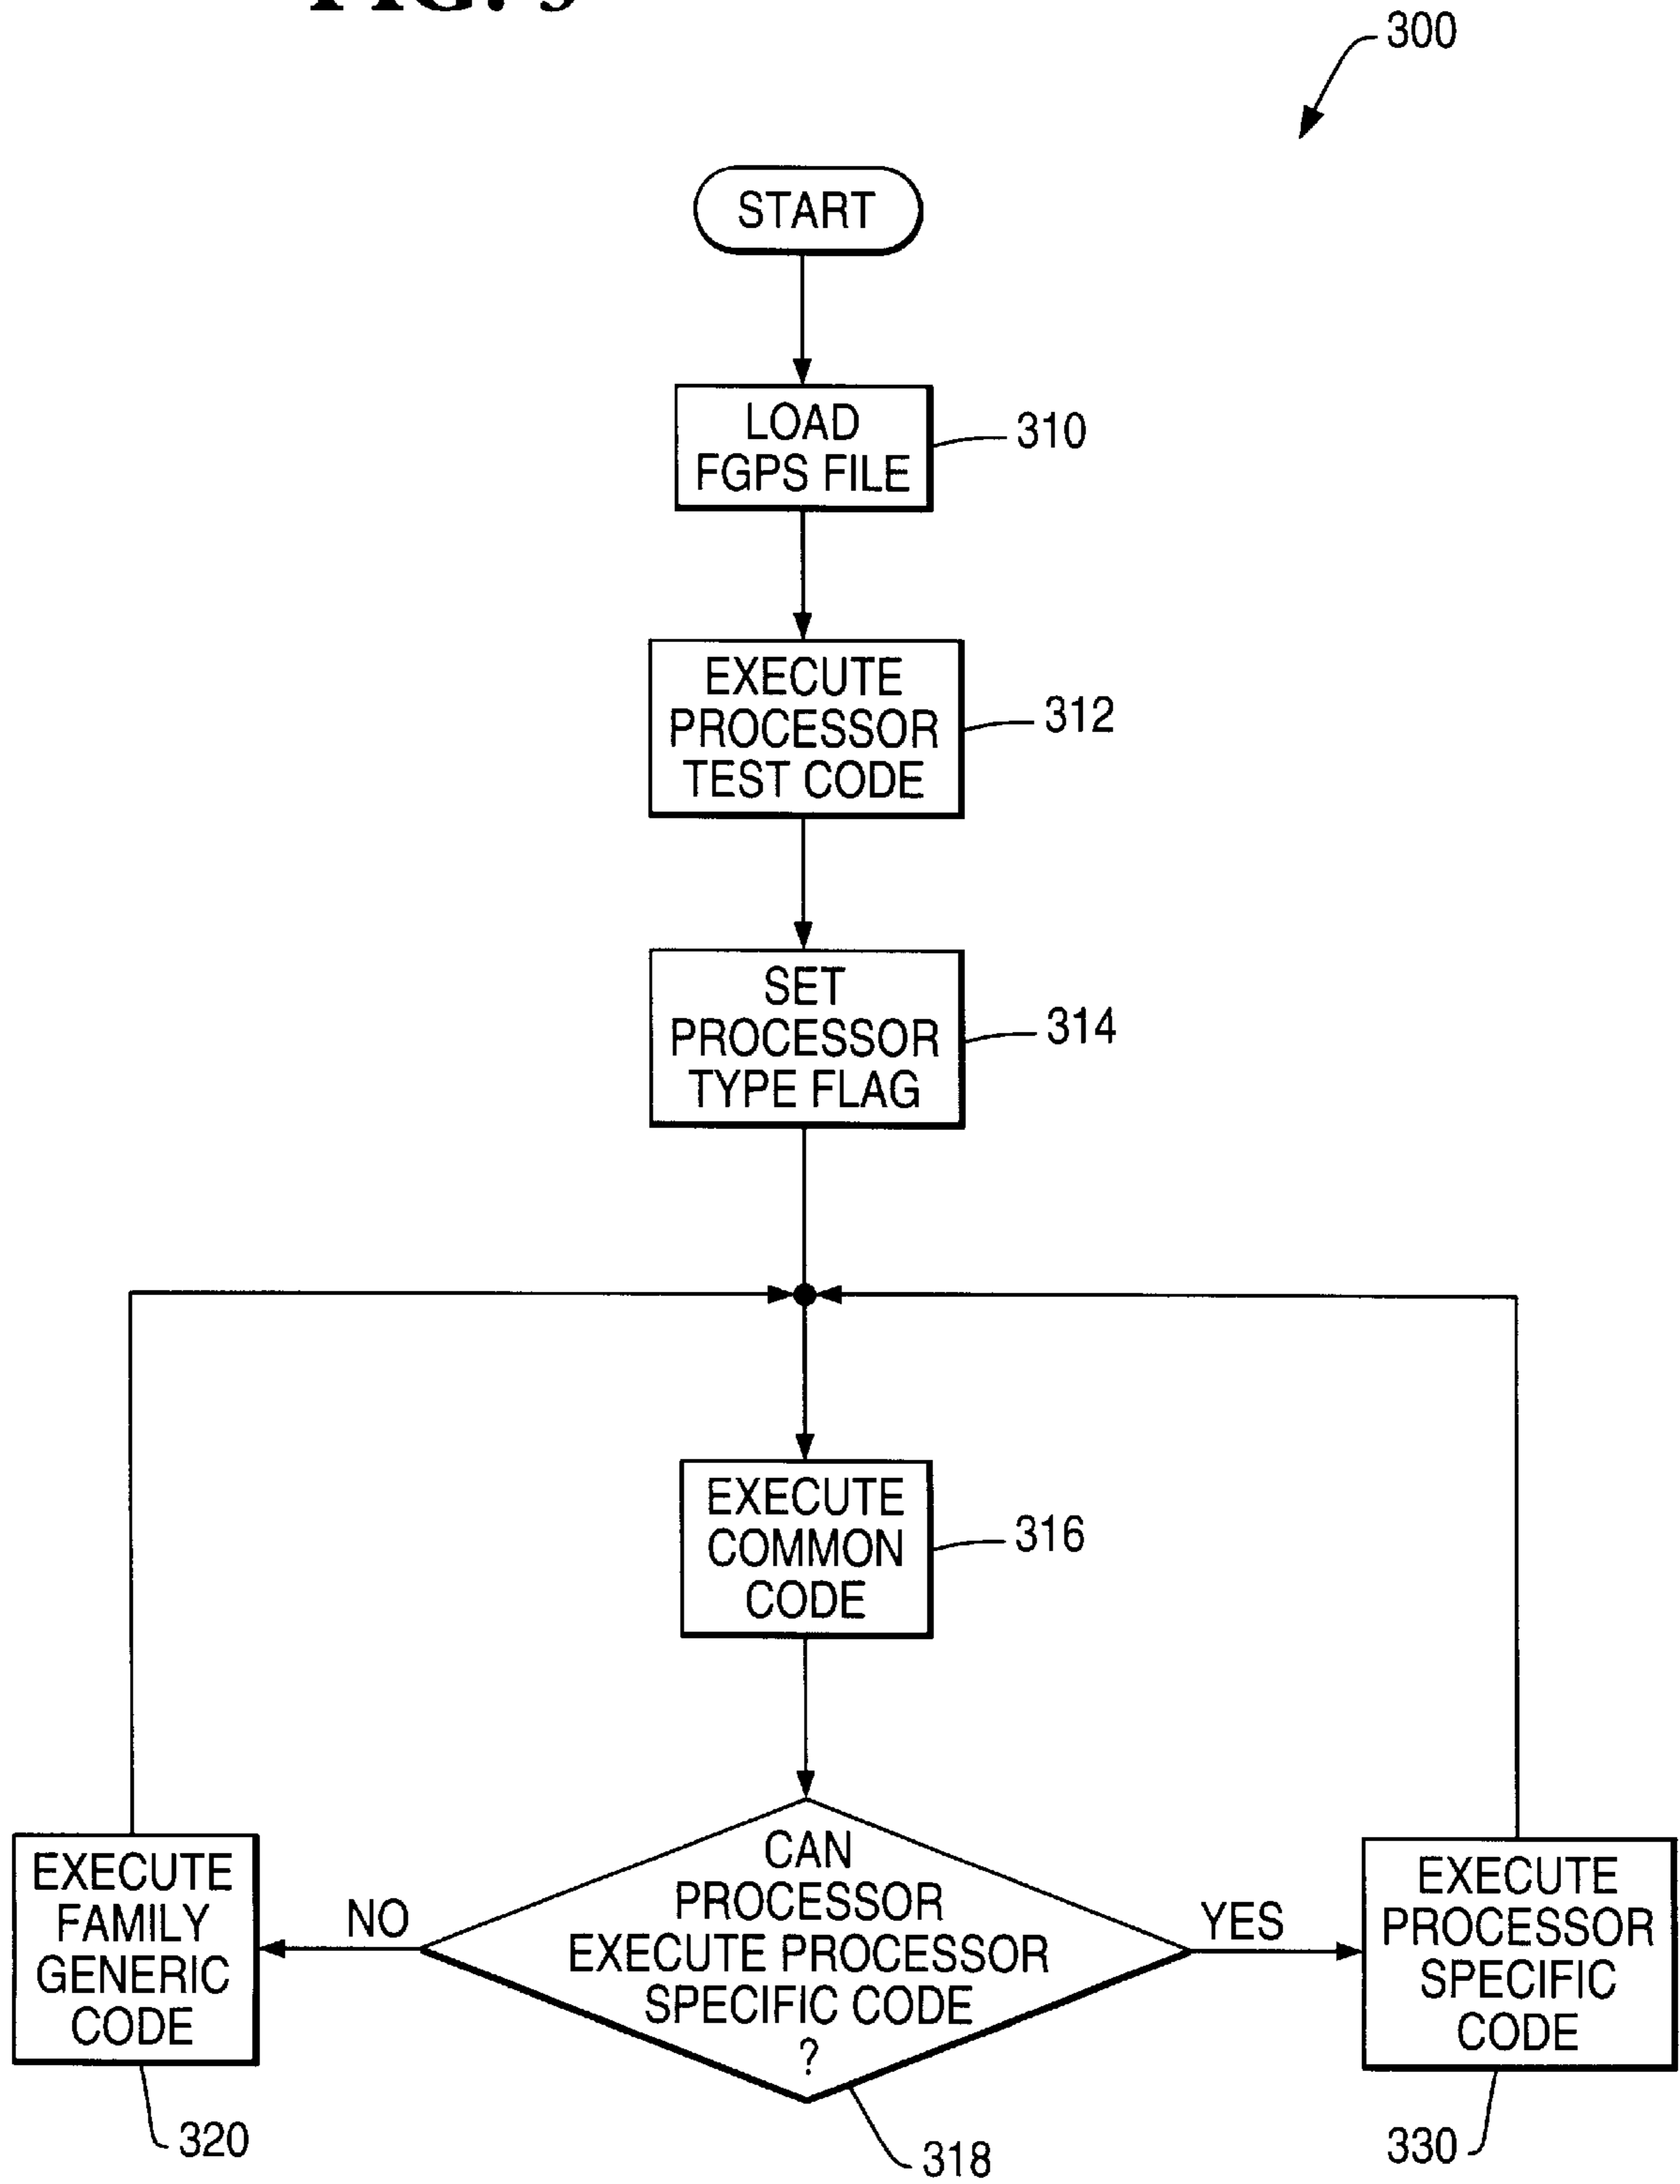 300
START
LOAD
FGPS FILE
310
EXECUTE
PROCESSOR
TEST CODE
312
SET
PROCESSOR
TYPE FLAG
314
EXECUTE
COMMON
CODE
316
CAN
PROCESSOR
EXECUTE PROCESSOR
SPECIFIC CODE
?
318
NO
YES
EXECUTE
FAMILY
GENERIC
CODE
320
EXECUTE
PROCESSOR
SPECIFIC
CODE
330